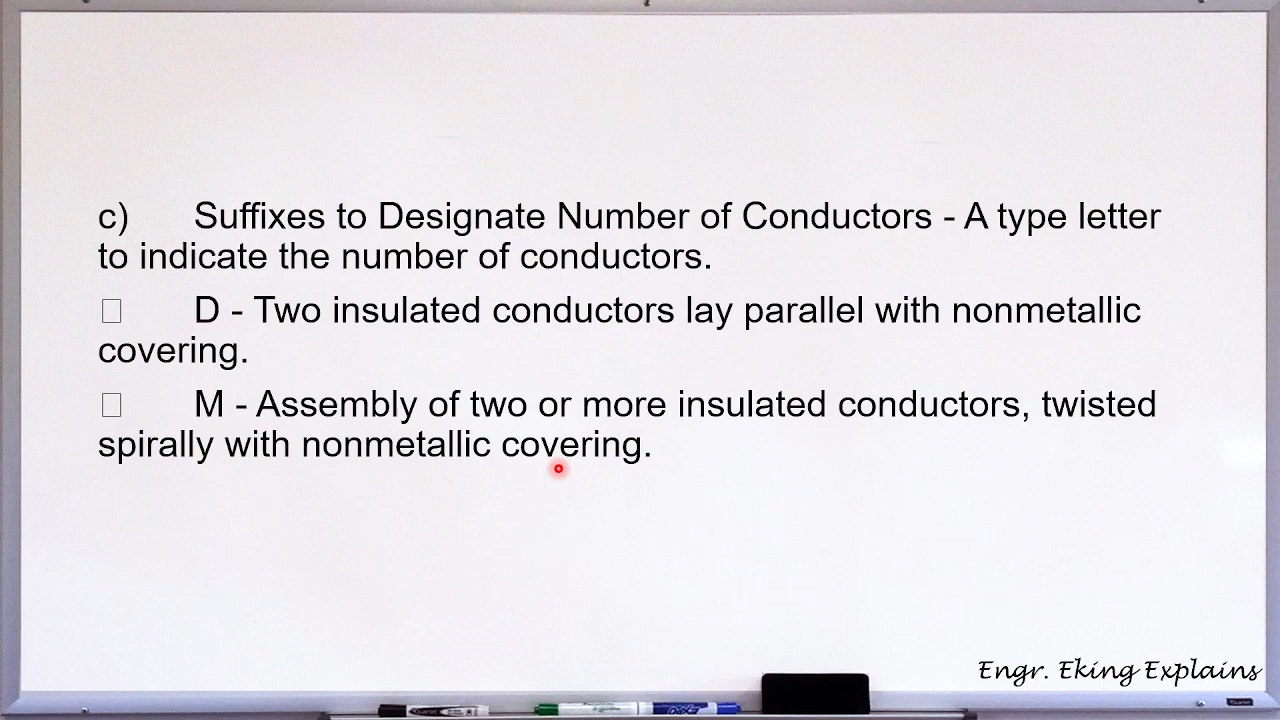 c) Suffixes to Designate Number of Conductors - A type letter
to indicate the number of conductors.
D - Two insulated conductors lay parallel with nonmetallic
covering.
M - Assembly of two or more insulated conductors, twisted
spirally with nonmetallic covering.
Engr. Eking Explains